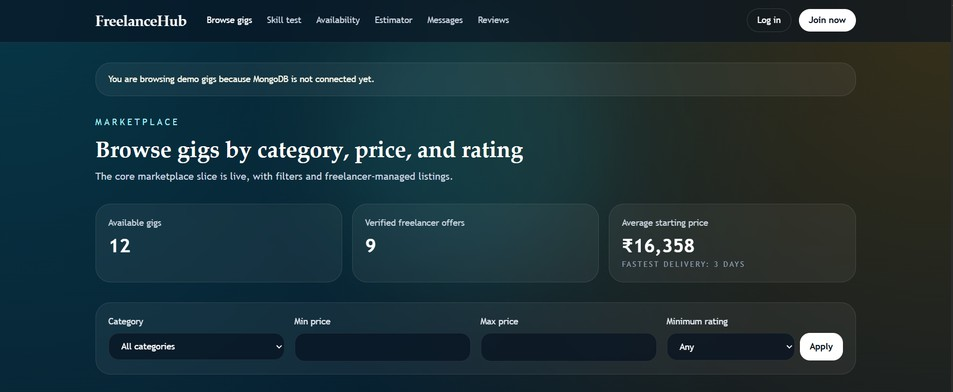 FreelanceHub Browse gigs Skill test Availability Estimator Messages Reviews Log in Join now
You are browsing demo gigs because MongoDB is not connected yet.
MARKETPLACE
Browse gigs by category, price, and rating
The core marketplace slice is live, with filters and freelancer-managed listings.
Available gigs
12
Verified freelancer offers
9
Average starting price
₹16,358
FASTEST DELIVERY: 3 DAYS
Category
All categories
Min price
Max price
Minimum rating
Any
Apply